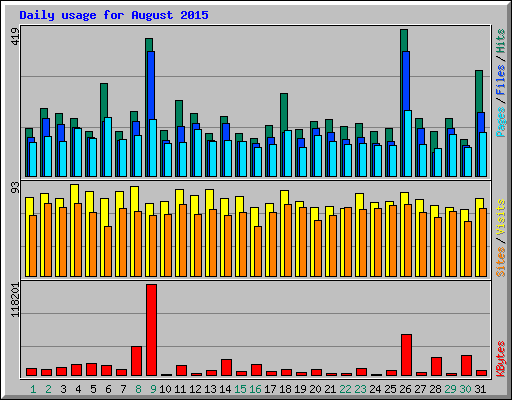 Daily usage for August 2015
419
Pages / Files / Hits
93
Sites / Visits
118201
KBytes
1 2 3 4 5 6 7 8 9 10 11 12 13 14 15 16 17 18 19 20 21 22 23 24 25 26 27 28 29 30 31